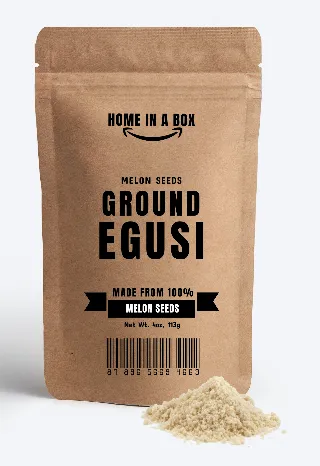 HOME IN A BOX
MELON SEEDS
GROUND
EGUSI
MADE FROM 100%
MELON SEEDS
Net Wt. 4oz, 113g